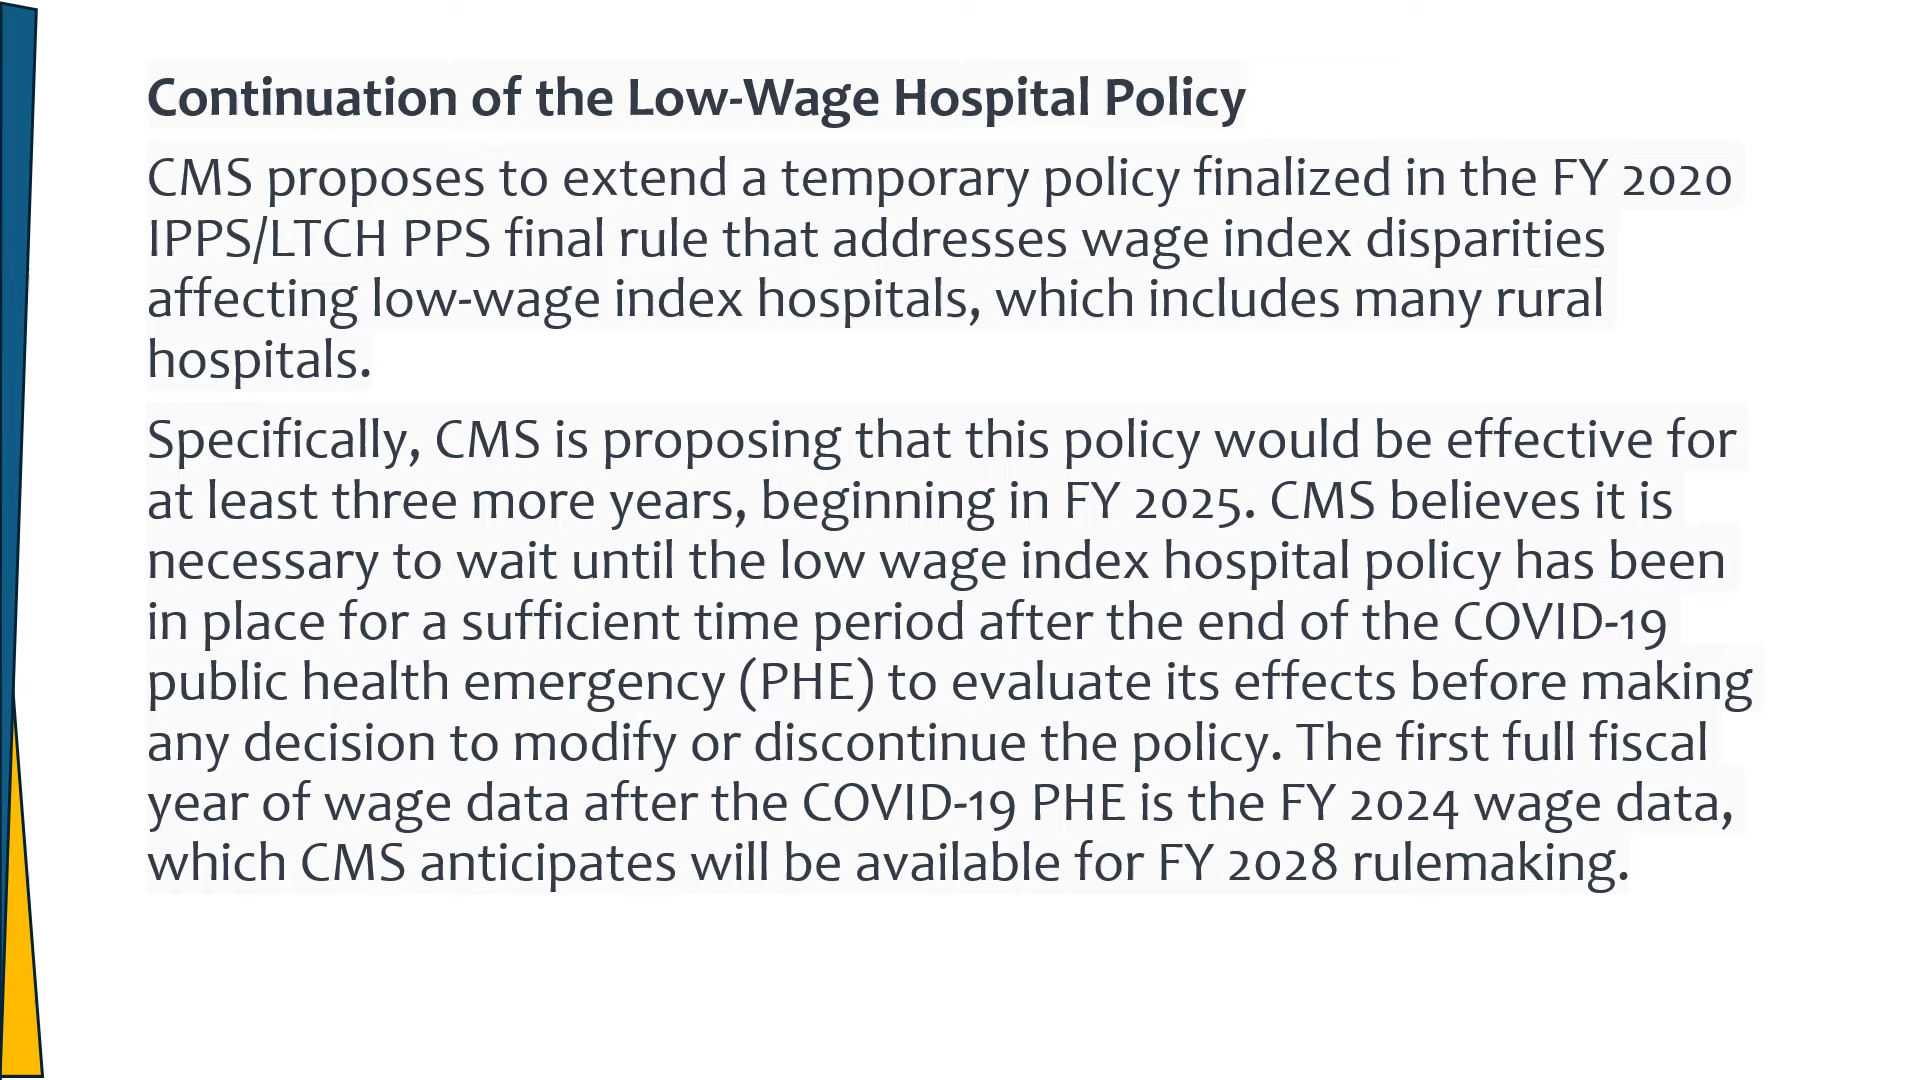 Continuation of the Low-Wage Hospital Policy
CMS proposes to extend a temporary policy finalized in the FY 2020
IPPS/LTCH PPS final rule that addresses wage index disparities
affecting low-wage index hospitals, which includes many rural
hospitals.
Specifically, CMS is proposing that this policy would be effective for
at least three more years, beginning in FY 2025. CMS believes it is
necessary to wait until the low wage index hospital policy has been
in place for a sufficient time period after the end of the COVID-19
public health emergency (PHE) to evaluate its effects before making
any decision to modify or discontinue the policy. The first full fiscal
year of wage data after the COVID-19 PHE is the FY 2024 wage data,
which CMS anticipates will be available for FY 2028 rulemaking.